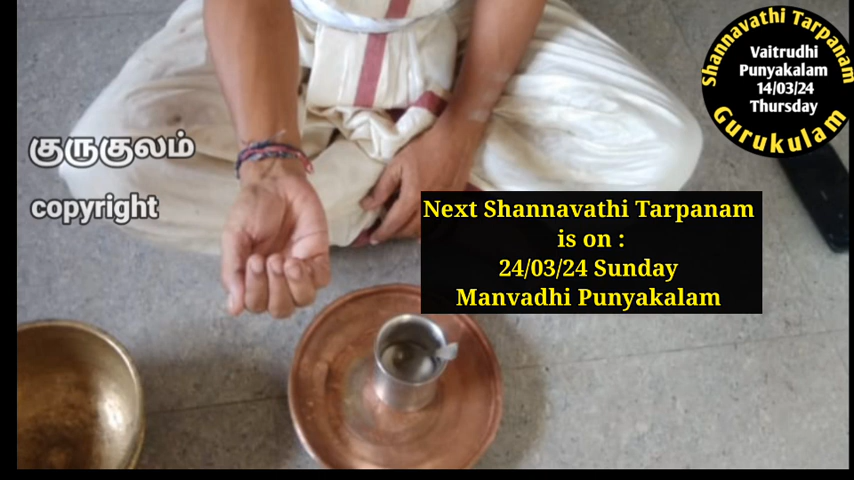 குருகுலம்
copyright
Shannavathi Tarpanam
Vaitrudhi
Punyakalam
14/03/24
Thursday
Gurukulam
Next Shannavathi Tarpanam
is on :
24/03/24 Sunday
Manvadhi Punyakalam